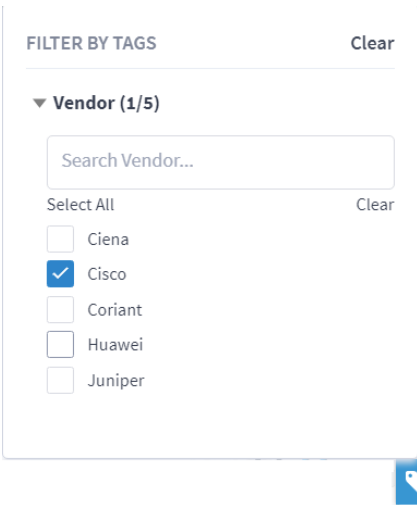 FILTER BY TAGS Clear
Vendor (1/5)
Search Vendor...
Select All Clear
Ciena
Cisco
Coriant
Huawei
Juniper